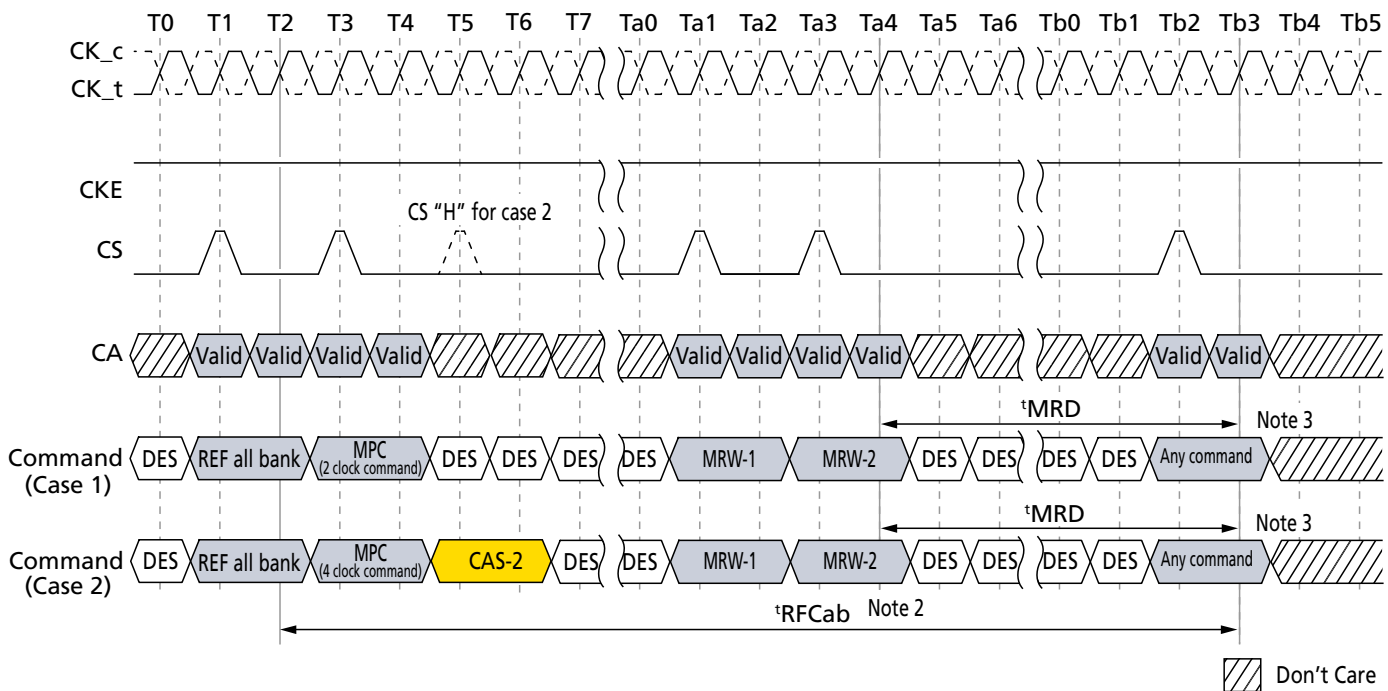 T0 T1 T2 T3 T4 T5 T6 T7 Ta0 Ta1 Ta2 Ta3 Ta4 Ta5 Ta6 Tb0 Tb1 Tb2 Tb3 Tb4 Tb5
CK_c
CK_t
CKE
CS “H” for case 2
CS
CA Valid Valid Valid Valid Valid Valid Valid Valid Valid Valid
tMRD Note 3
Command (Case 1) DES REF all bank MPC (2 clock command) DES DES DES DES MRW-1 MRW-2 DES DES DES DES Any command
tMRD Note 3
Command (Case 2) DES REF all bank MPC (4 clock command) CAS-2 DES DES MRW-1 MRW-2 DES DES DES DES Any command
tRFCab Note 2
Don't Care